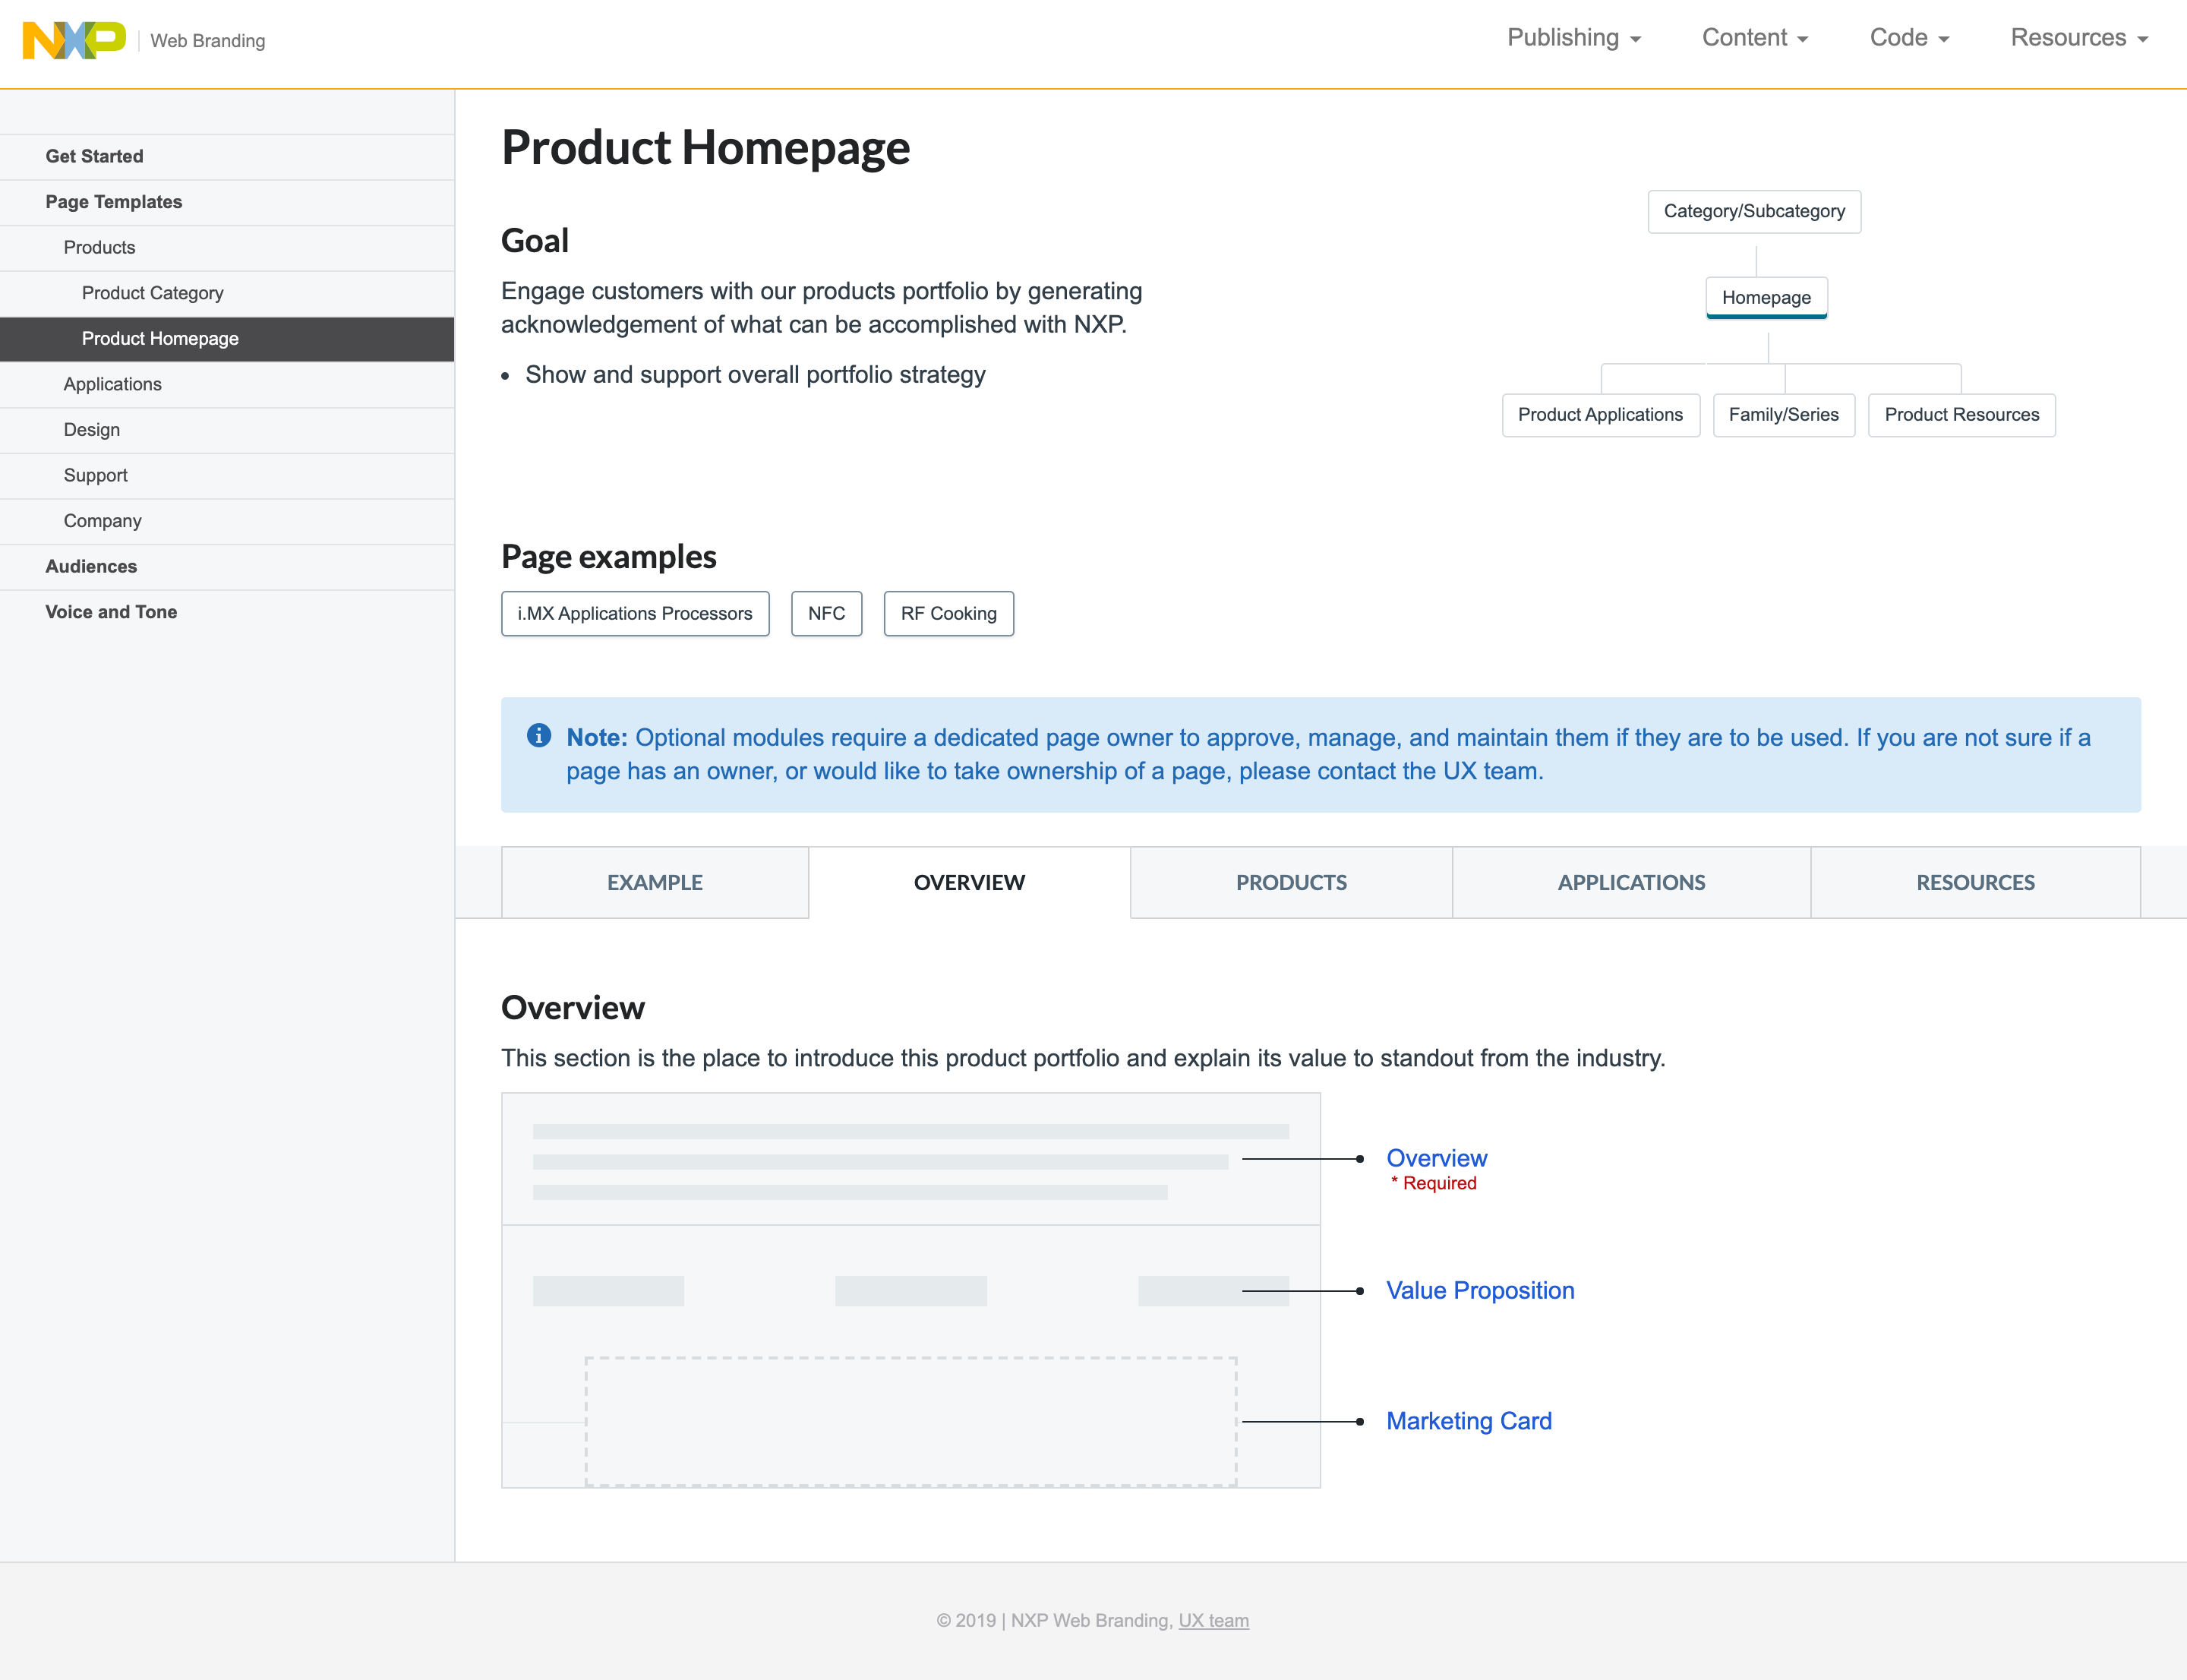 NXP Web Branding
Publishing
Content
Code
Resources
Get Started
Page Templates
Products
Product Category
Product Homepage
Applications
Design
Support
Company
Audiences
Voice and Tone
Product Homepage
Goal
Engage customers with our products portfolio by generating
acknowledgement of what can be accomplished with NXP.
• Show and support overall portfolio strategy
Category/Subcategory
Homepage
Product Applications
Family/Series
Product Resources
Page examples
i.MX Applications Processors
NFC
RF Cooking
Note: Optional modules require a dedicated page owner to approve, manage, and maintain them if they are to be used. If you are not sure if a
page has an owner, or would like to take ownership of a page, please contact the UX team.
EXAMPLE
OVERVIEW
PRODUCTS
APPLICATIONS
RESOURCES
Overview
This section is the place to introduce this product portfolio and explain its value to standout from the industry.
Overview
* Required
Value Proposition
Marketing Card
© 2019 | NXP Web Branding, UX team